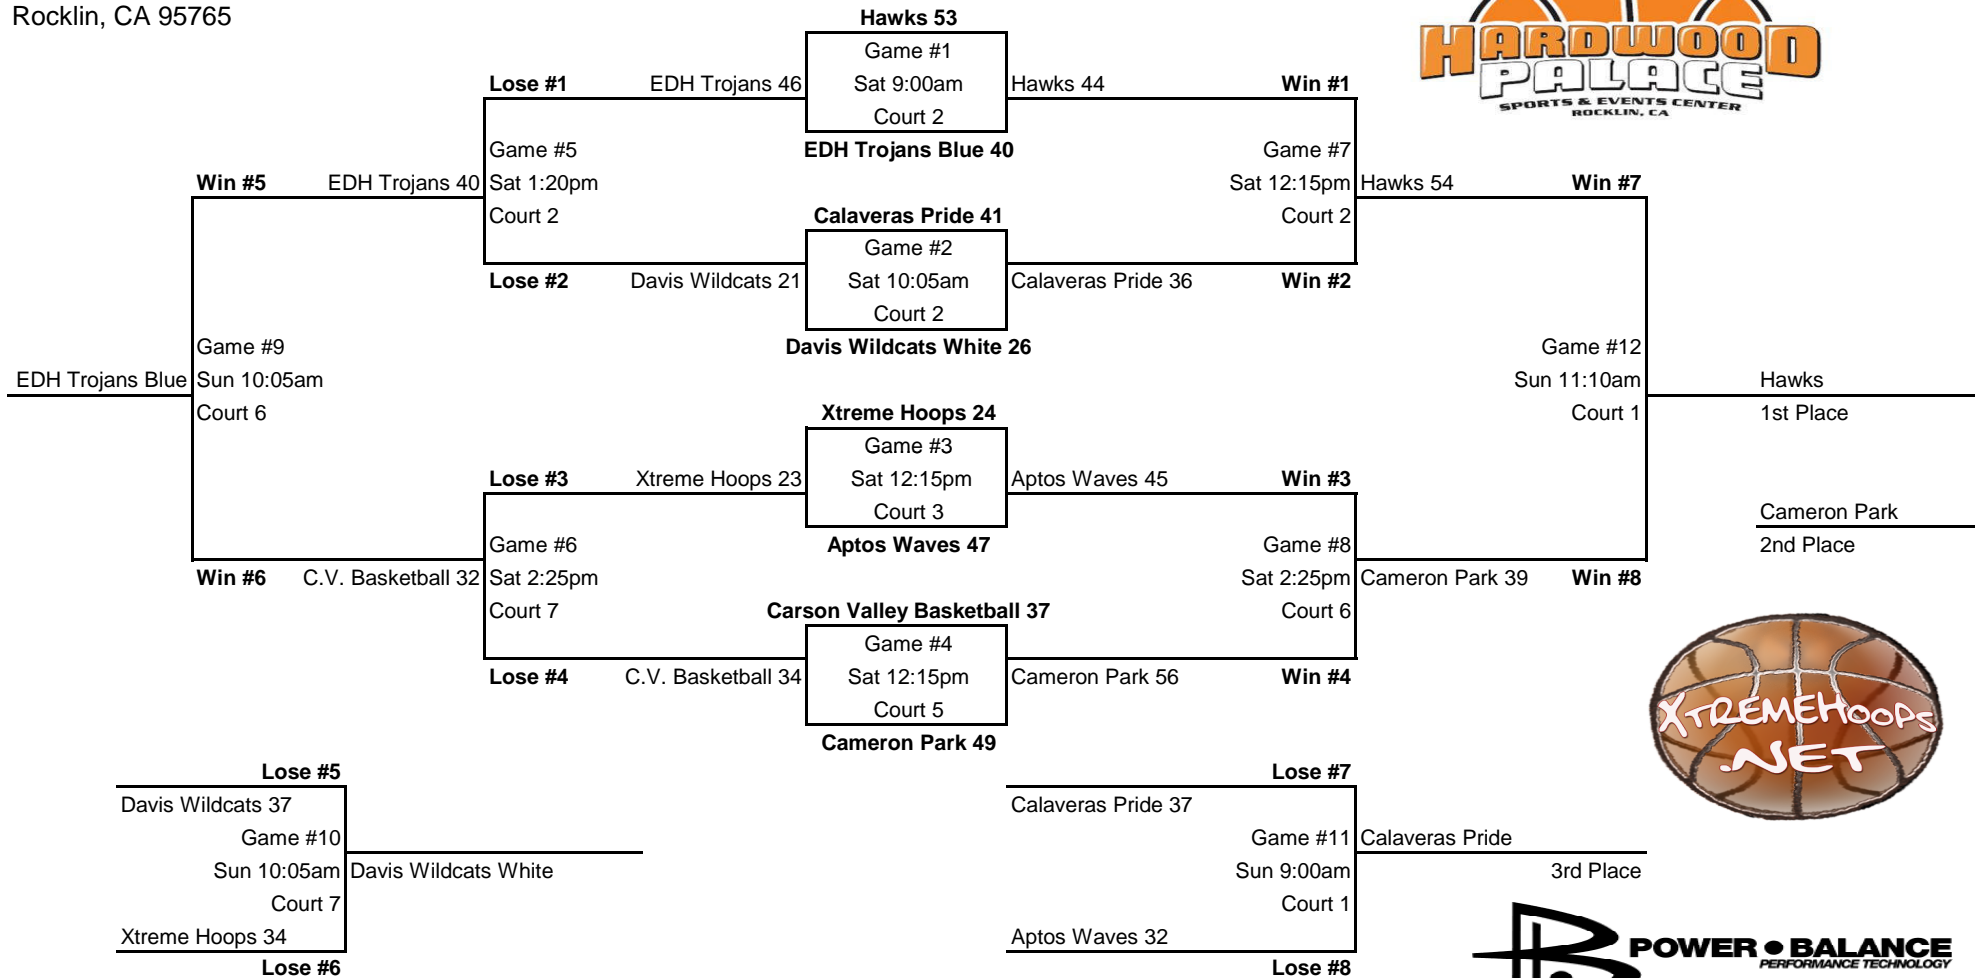 Rocklin, CA 95765
HARDWOOD
PALACE
SPORTS & EVENTS CENTER
ROCKLIN, CA
Hawks 53
Game #1
Lose #1 EDH Trojans 46 Sat 9:00am Hawks 44 Win #1
Court 2
Game #5 EDH Trojans Blue 40 Game #7
Win #5 EDH Trojans 40 Sat 1:20pm Sat 12:15pm Hawks 54 Win #7
Court 2 Calaveras Pride 41 Court 2
Game #2
Lose #2 Davis Wildcats 21 Sat 10:05am Calaveras Pride 36 Win #2
Court 2
Game #9 Davis Wildcats White 26 Game #12
EDH Trojans Blue Sun 10:05am Sun 11:10am Hawks
Court 6 Xtreme Hoops 24 Court 1 1st Place
Game #3
Lose #3 Xtreme Hoops 23 Sat 12:15pm Aptos Waves 45 Win #3
Court 3 Cameron Park
Game #6 Aptos Waves 47 Game #8 2nd Place
Win #6 C.V. Basketball 32 Sat 2:25pm Sat 2:25pm Cameron Park 39 Win #8
Court 7 Carson Valley Basketball 37 Court 6
Game #4
Lose #4 C.V. Basketball 34 Sat 12:15pm Cameron Park 56 Win #4
Court 5
Cameron Park 49
XTREMEHOOPS
.NET
Lose #5 Lose #7
Davis Wildcats 37 Calaveras Pride 37
Game #10 Game #11 Calaveras Pride
Sun 10:05am Davis Wildcats White Sun 9:00am 3rd Place
Court 7 Court 1
Xtreme Hoops 34 Aptos Waves 32
Lose #6 Lose #8
POWER BALANCE
PERFORMANCE TECHNOLOGY